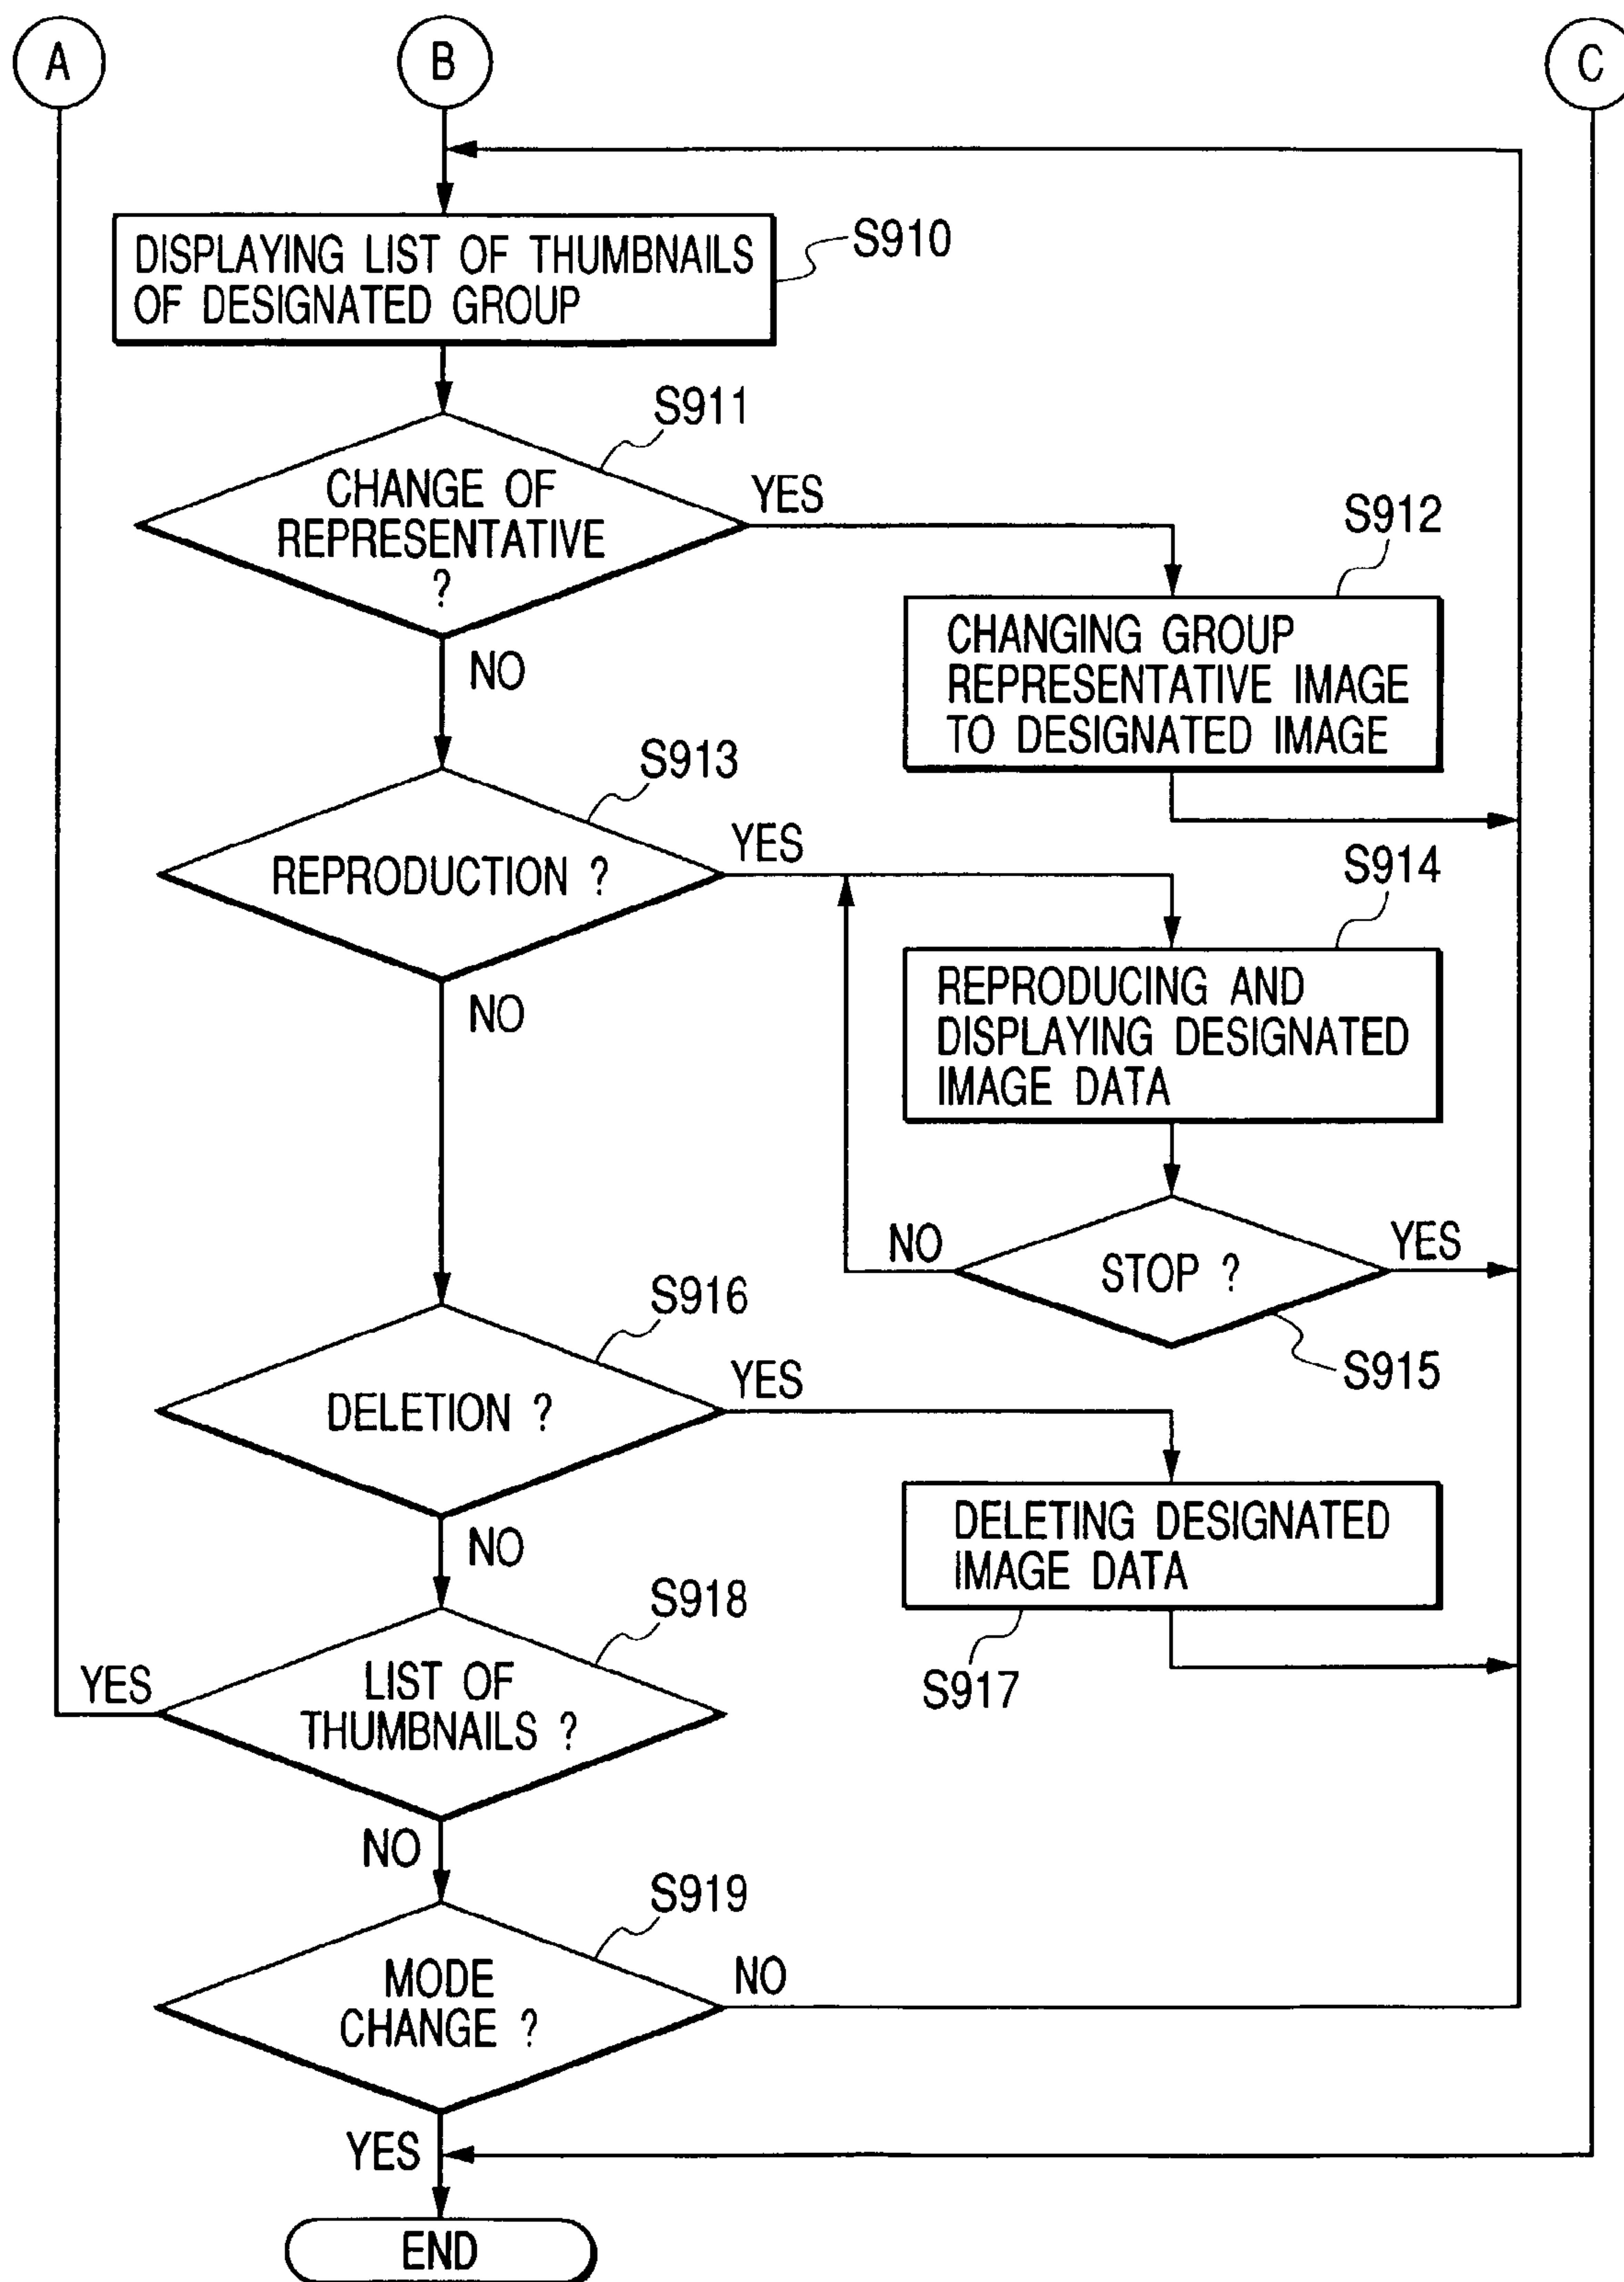 A
B
C
DISPLAYING LIST OF THUMBNAILS
OF DESIGNATED GROUP
S910
S911
CHANGE OF
REPRESENTATIVE
?
YES
NO
S912
CHANGING GROUP
REPRESENTATIVE IMAGE
TO DESIGNATED IMAGE
S913
REPRODUCTION ?
YES
NO
S914
REPRODUCING AND
DISPLAYING DESIGNATED
IMAGE DATA
NO
STOP ?
YES
S915
S916
DELETION ?
YES
NO
DELETING DESIGNATED
IMAGE DATA
S917
S918
YES
LIST OF
THUMBNAILS ?
NO
S919
MODE
CHANGE ?
NO
YES
END